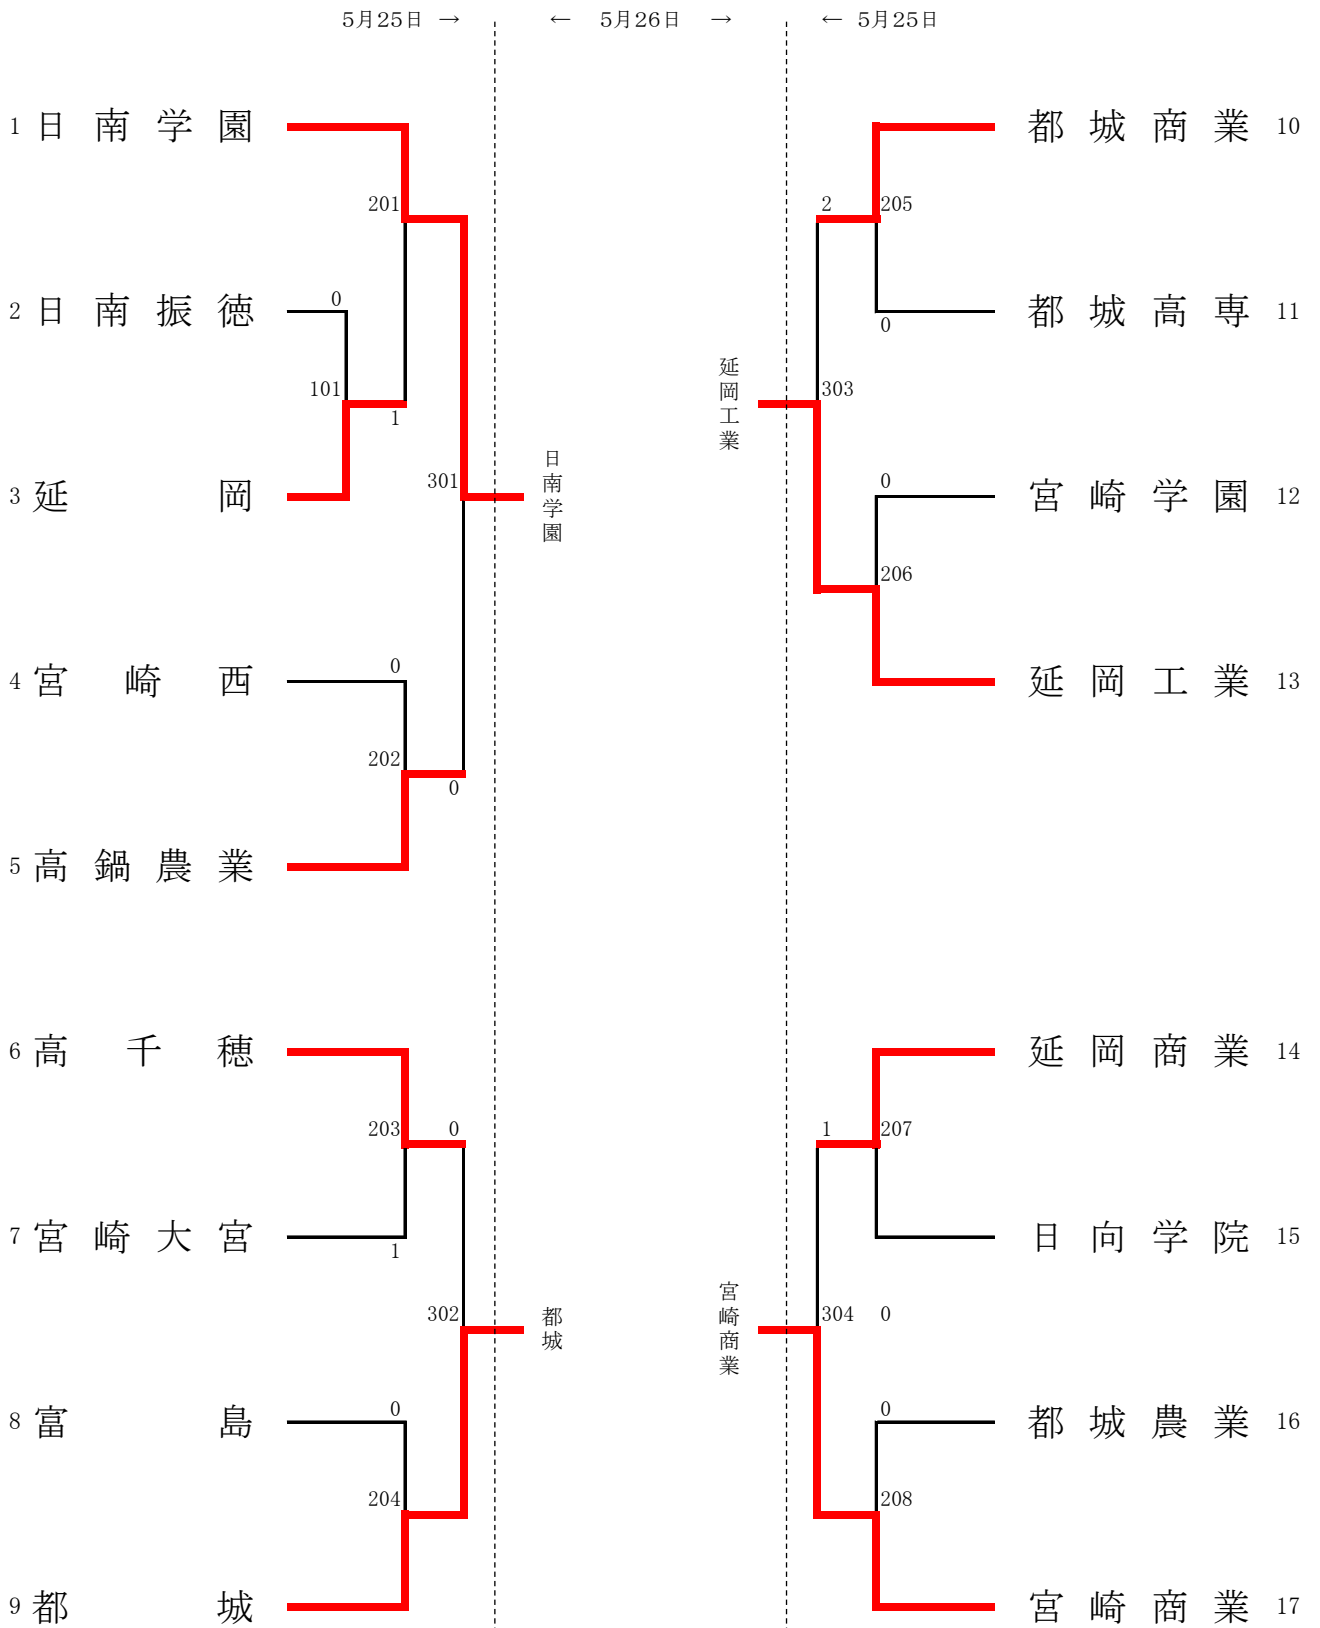 5月25日 → ← 5月26日 → ← 5月25日
1 日南学園
201
2 日南振徳
0
101
1
3 延岡
301
日南学園
4 宮崎西
0
202
0
5 高鍋農業
6 高千穂
203
0
7 宮崎大宮
1
302
都城
8 富島
0
204
9 都城
都城商業 10
2
205
都城高専 11
0
延岡工業
303
宮崎学園 12
0
206
延岡工業 13
延岡商業 14
1
207
日向学院 15
宮崎商業
304
0
都城農業 16
0
208
宮崎商業 17